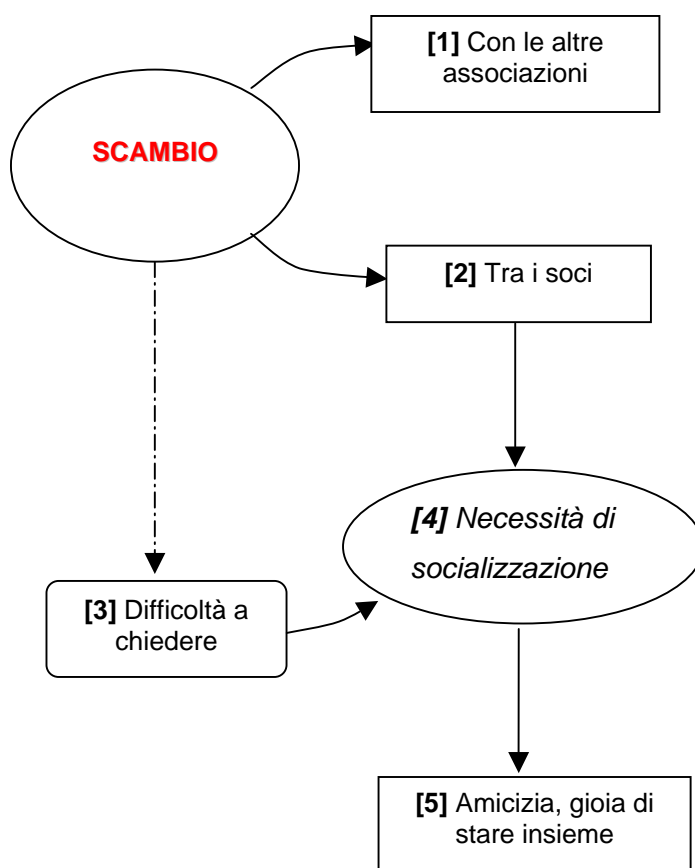 [1] Con le altre
associazioni
SCAMBIO
[2] Tra i soci
[4] Necessità di
socializzazione
[3] Difficoltà a
chiedere
[5] Amicizia, gioia di
stare insieme